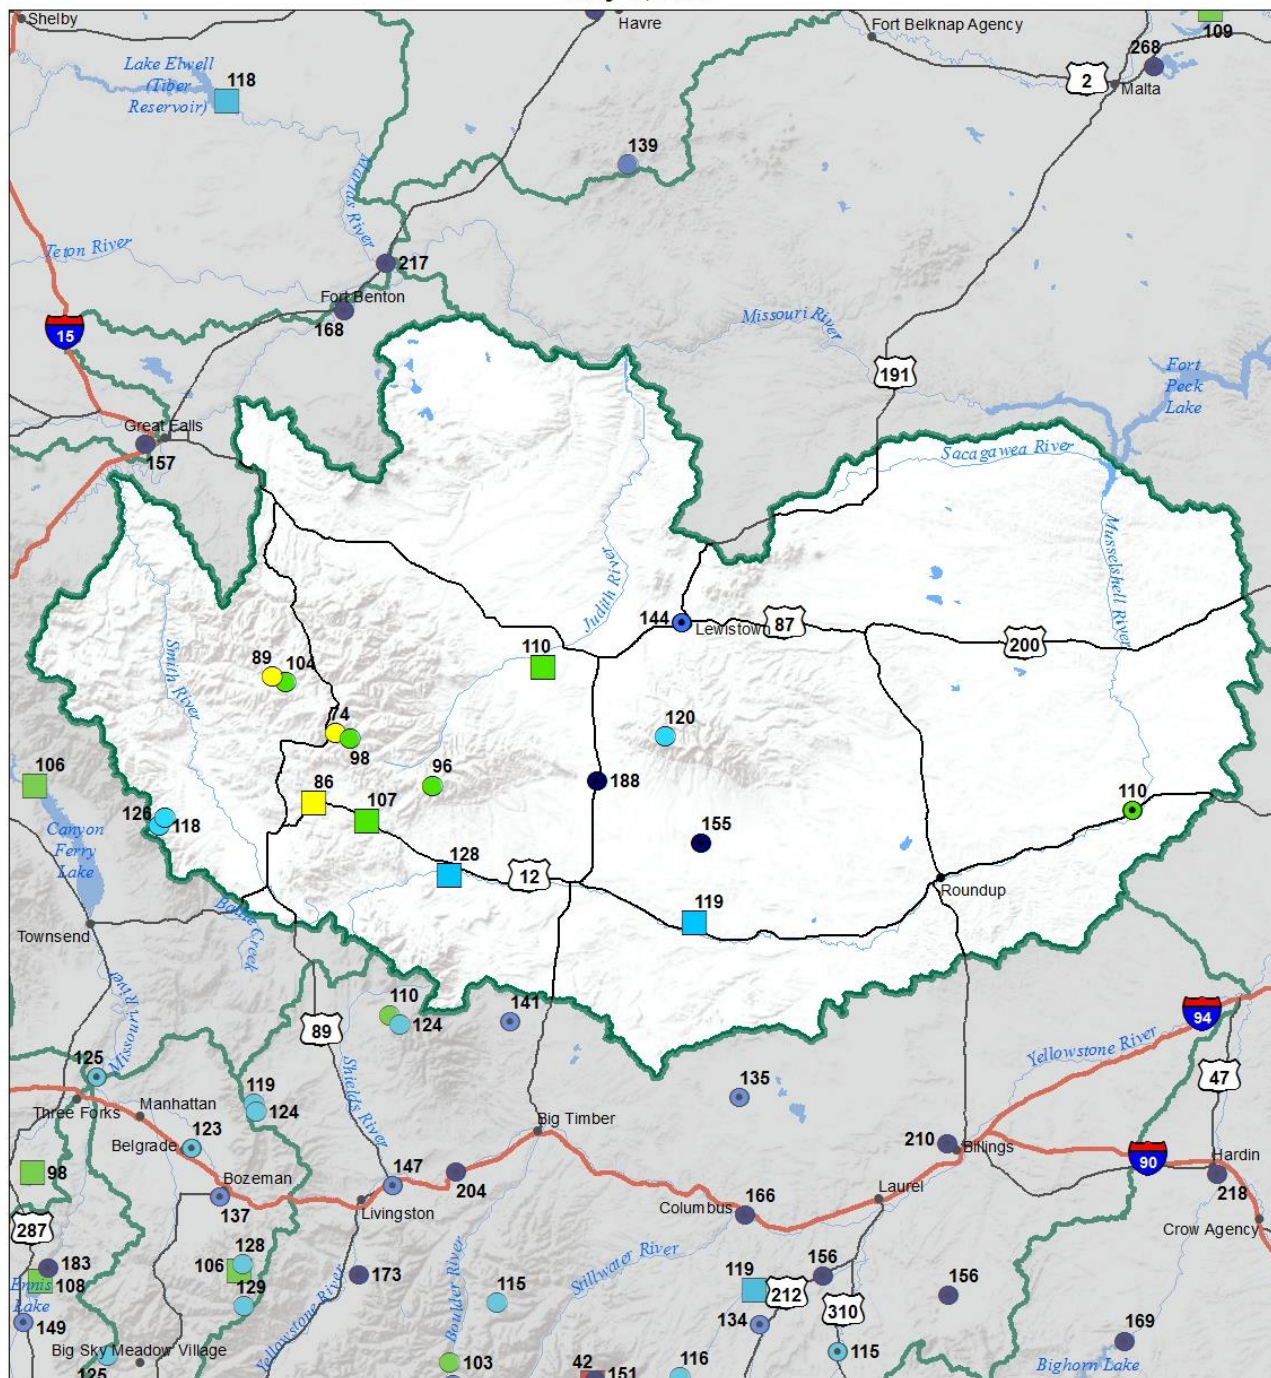 Shelby
Havre
Fort Belknap Agency
109
268
Lake Elwell
(Tiber
Reservoir)
118
2
Malta
139
Marias River
Teton River
217
Fort Benton
168
Missouri River
15
191
Fort
Peck
Lake
Great Falls
157
Sacagawea River
Musselshell River
Judith River
144
Lewistown
87
200
Smith River
89
104
110
74
98
120
106
96
188
86
107
110
126
118
155
Canyon
Ferry
Lake
128
12
119
Roundup
Townsend
Battle Creek
Missouri River
110
124
141
89
94
Yellowstone River
125
Shields River
135
47
Three Forks
Manhattan
119
124
Big Timber
123
Belgrade
210
Billings
90
Hardin
218
98
Bozeman
137
147
204
Livingston
Columbus
166
Laurel
Crow Agency
287
183
108
Ennis
Lake
128
106
129
173
Boulder River
Stillwater River
115
119
156
212
310
156
149
Yellowstone River
134
169
Big Sky Meadow Village
125
103
42
151
116
115
Bighorn Lake